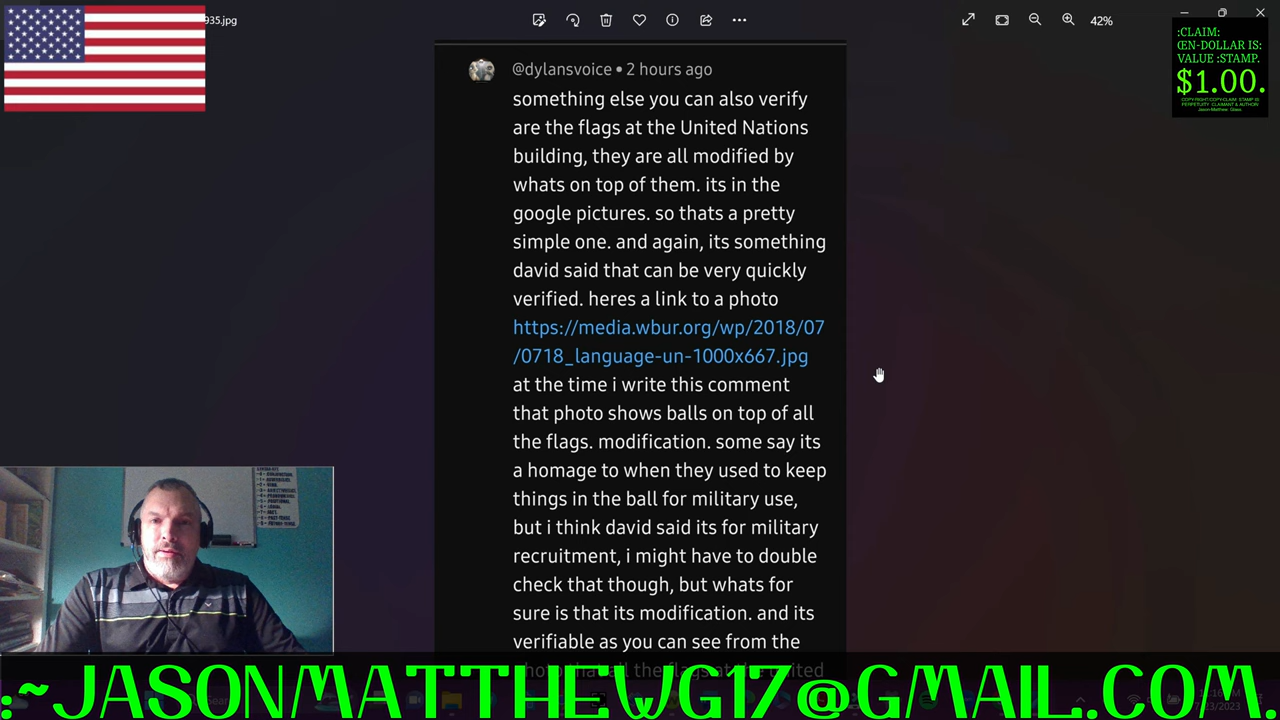 935.jpg
42%
:CLAIM:
ŒN-DOLLAR IS:
VALUE :STAMP.
$1.00.
@dylansvoice • 2 hours ago
something else you can also verify
are the flags at the United Nations
building, they are all modified by
whats on top of them. its in the
google pictures. so thats a pretty
simple one. and again, its something
david said that can be very quickly
verified. heres a link to a photo
https://media.wbur.org/wp/2018/07
/0718_language-un-1000x667.jpg
at the time i write this comment
that photo shows balls on top of all
the flags. modification. some say its
a homage to when they used to keep
things in the ball for military use,
but i think david said its for military
recruitment, i might have to double
check that though, but whats for
sure is that its modification. and its
verifiable as you can see from the
:~JASONMATTHEWG17@GMAIL.COM.